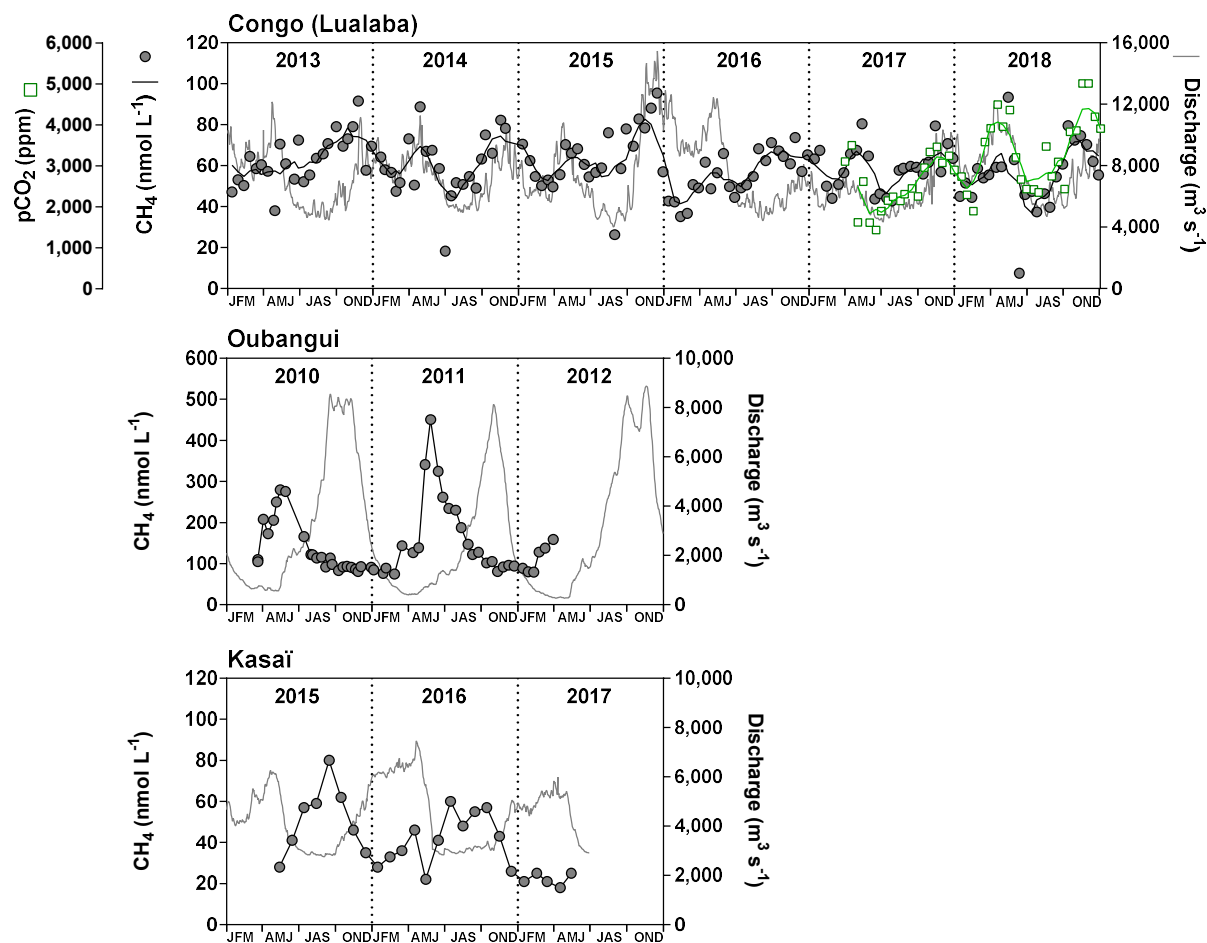 Congo (Lualaba)
6,000 120 16,000
2013 2014 2015 2016 2017 2018
5,000 100
12,000
4,000 80
3,000 60 8,000
2,000 40
4,000
1,000 20
0 0 0
pCO2 (ppm)
CH4 (nmol L-1)
Discharge (m3 s-1)
JFM AMJ JAS OND JFM AMJ JAS OND JFM AMJ JAS OND JFM AMJ JAS OND JFM AMJ JAS OND JFM AMJ JAS OND
Oubangui
600 10,000
2010 2011 2012
500
8,000
400
6,000
300
4,000
200
2,000
100
0 0
CH4 (nmol L-1)
Discharge (m3 s-1)
JFM AMJ JAS OND JFM AMJ JAS OND JFM AMJ JAS OND
Kasaï
120 10,000
2015 2016 2017
100
8,000
80
6,000
60
4,000
40
2,000
20
0 0
CH4 (nmol L-1)
Discharge (m3 s-1)
JFM AMJ JAS OND JFM AMJ JAS OND JFM AMJ JAS OND